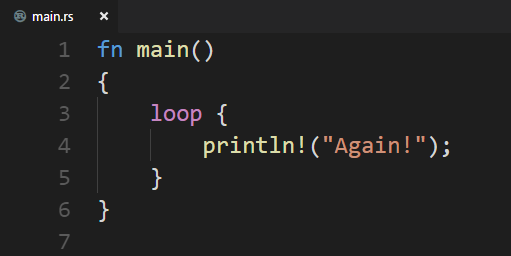 main.rs ×
1 fn main()
2 {
3     loop {
4         println!("Again!");
5     }
6 }
7